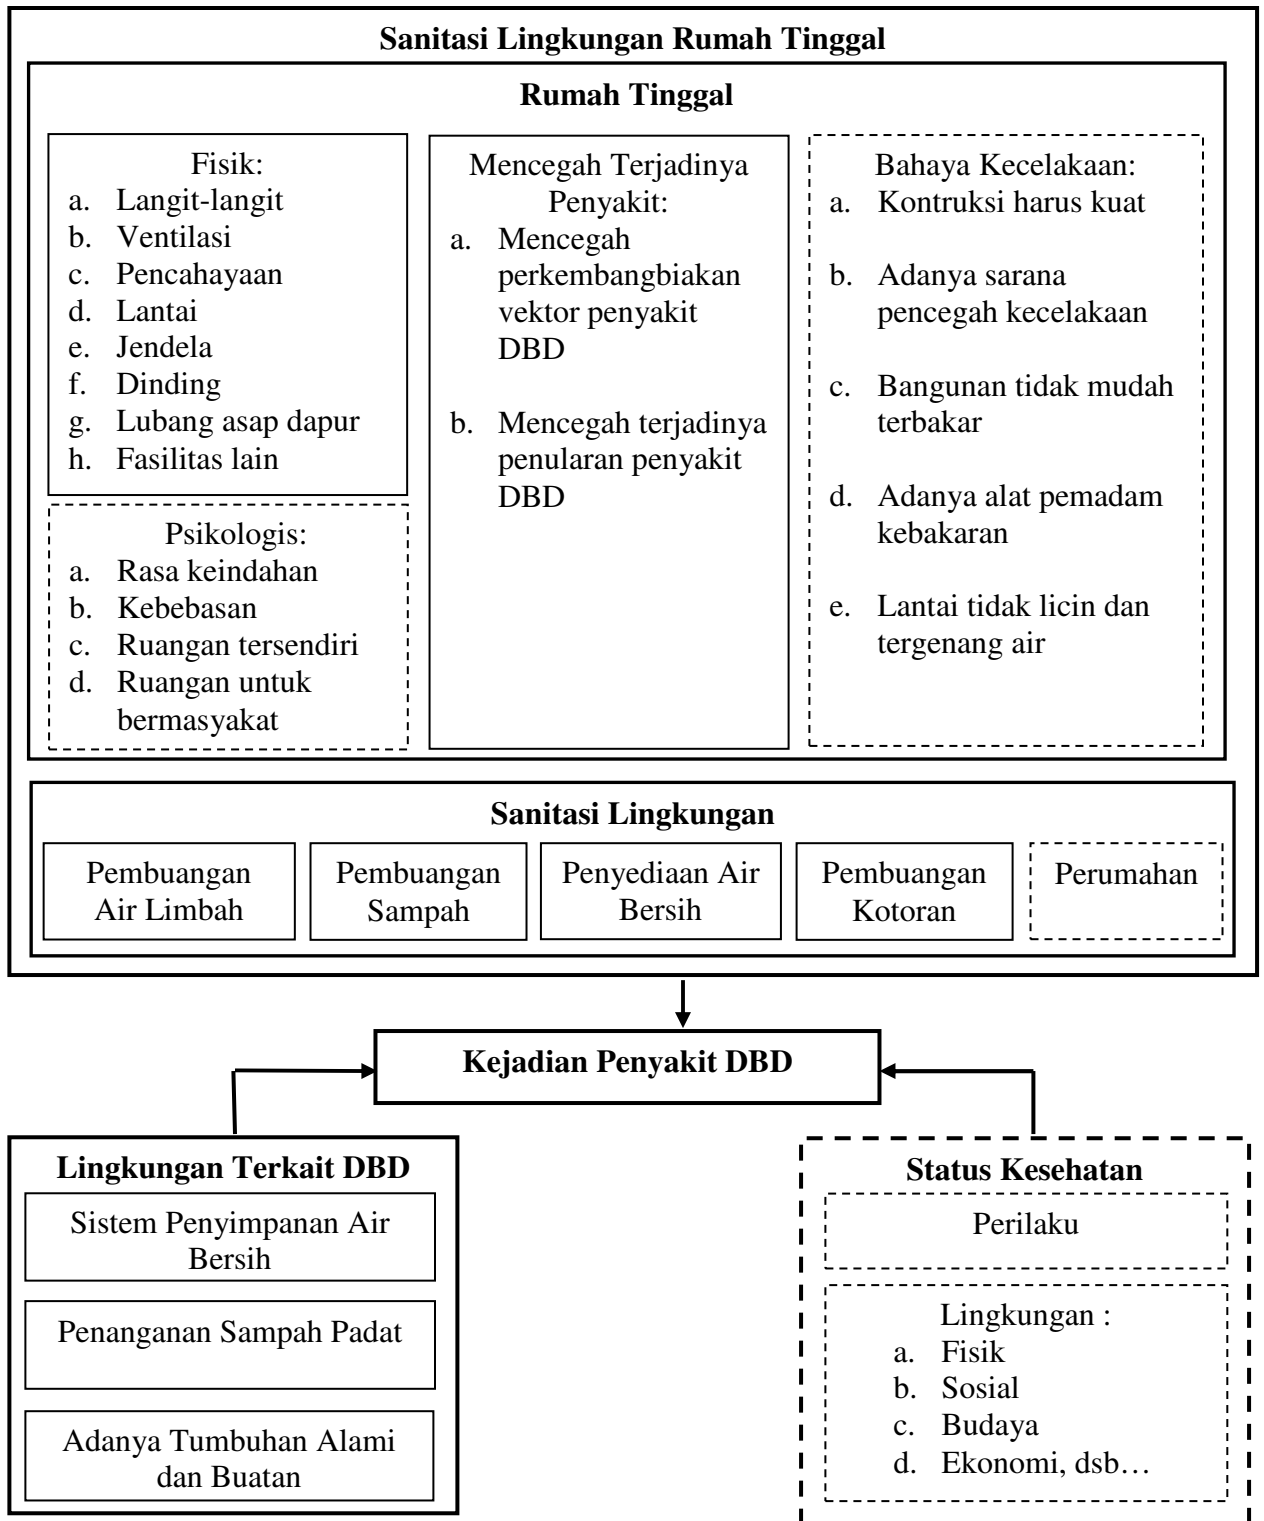 Sanitasi Lingkungan Rumah Tinggal
Rumah Tinggal
Fisik:
a. Langit-langit
b. Ventilasi
c. Pencahayaan
d. Lantai
e. Jendela
f. Dinding
g. Lubang asap dapur
h. Fasilitas lain
Psikologis:
a. Rasa keindahan
b. Kebebasan
c. Ruangan tersendiri
d. Ruangan untuk
bermasyakat
Mencegah Terjadinya
Penyakit:
a. Mencegah
perkembangbiakan
vektor penyakit
DBD
b. Mencegah terjadinya
penularan penyakit
DBD
Bahaya Kecelakaan:
a. Kontruksi harus kuat
b. Adanya sarana
pencegah kecelakaan
c. Bangunan tidak mudah
terbakar
d. Adanya alat pemadam
kebakaran
e. Lantai tidak licin dan
tergenang air
Sanitasi Lingkungan
Pembuangan
Air Limbah
Pembuangan
Sampah
Penyediaan Air
Bersih
Pembuangan
Kotoran
Perumahan
Kejadian Penyakit DBD
Lingkungan Terkait DBD
Sistem Penyimpanan Air
Bersih
Penanganan Sampah Padat
Adanya Tumbuhan Alami
dan Buatan
Status Kesehatan
Perilaku
Lingkungan :
a. Fisik
b. Sosial
c. Budaya
d. Ekonomi, dsb…